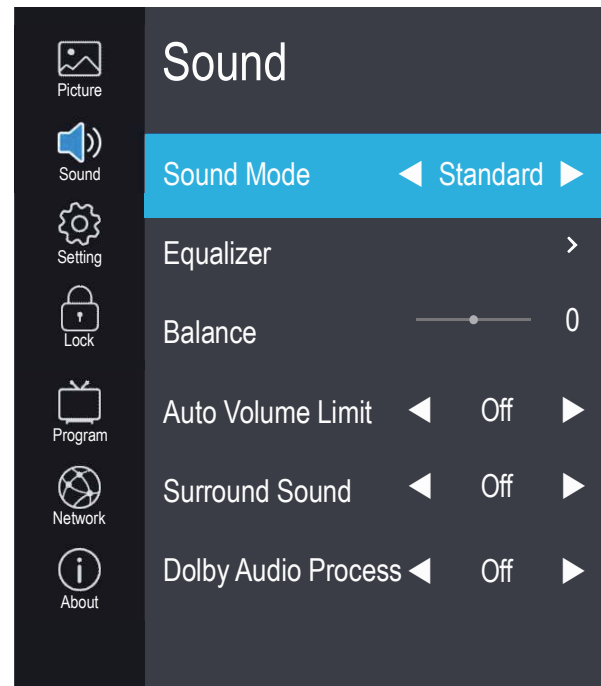 Picture
Sound
Setting
Lock
Program
Network
About
Sound
Sound Mode Standard
Equalizer
Balance 0
Auto Volume Limit Off
Surround Sound Off
Dolby Audio Process Off